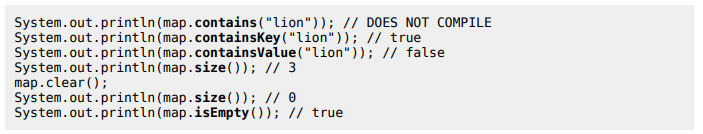 System.out.println(map.contains("lion")); // DOES NOT COMPILE
System.out.println(map.containsKey("lion")); // true
System.out.println(map.containsValue("lion")); // false
System.out.println(map.size()); // 3
map.clear();
System.out.println(map.size()); // 0
System.out.println(map.isEmpty()); // true